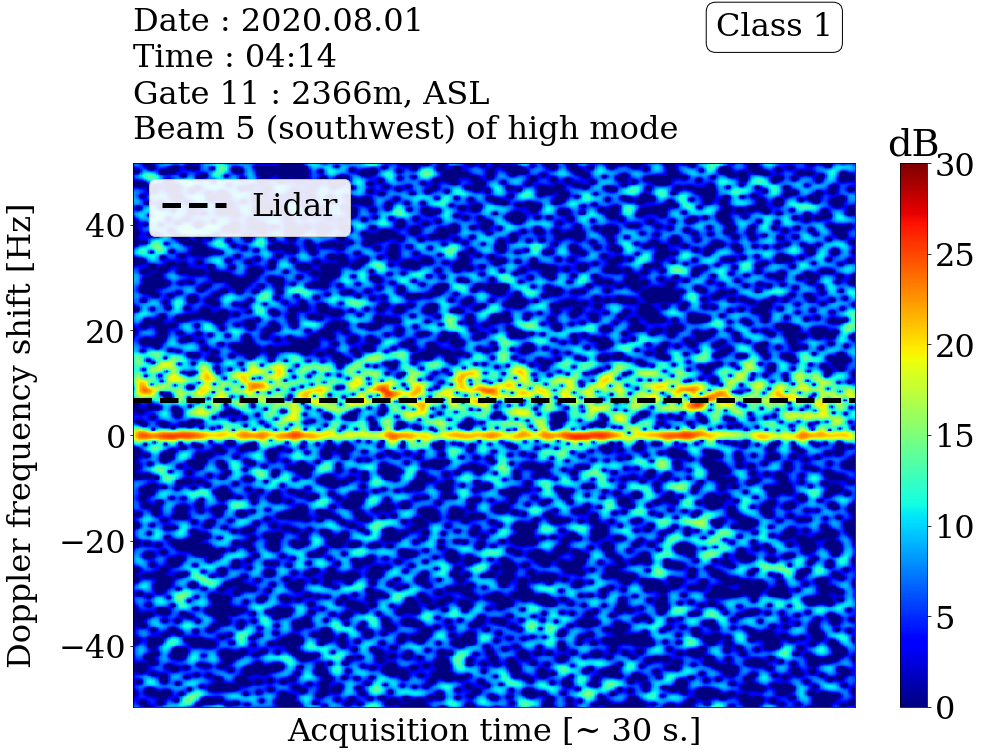 Date : 2020.08.01
Time : 04:14
Gate 11 : 2366m, ASL
Beam 5 (southwest) of high mode
Class 1
dB
Lidar
Doppler frequency shift [Hz]
40
20
0
−20
−40
Acquisition time [~ 30 s.]
30
25
20
15
10
5
0